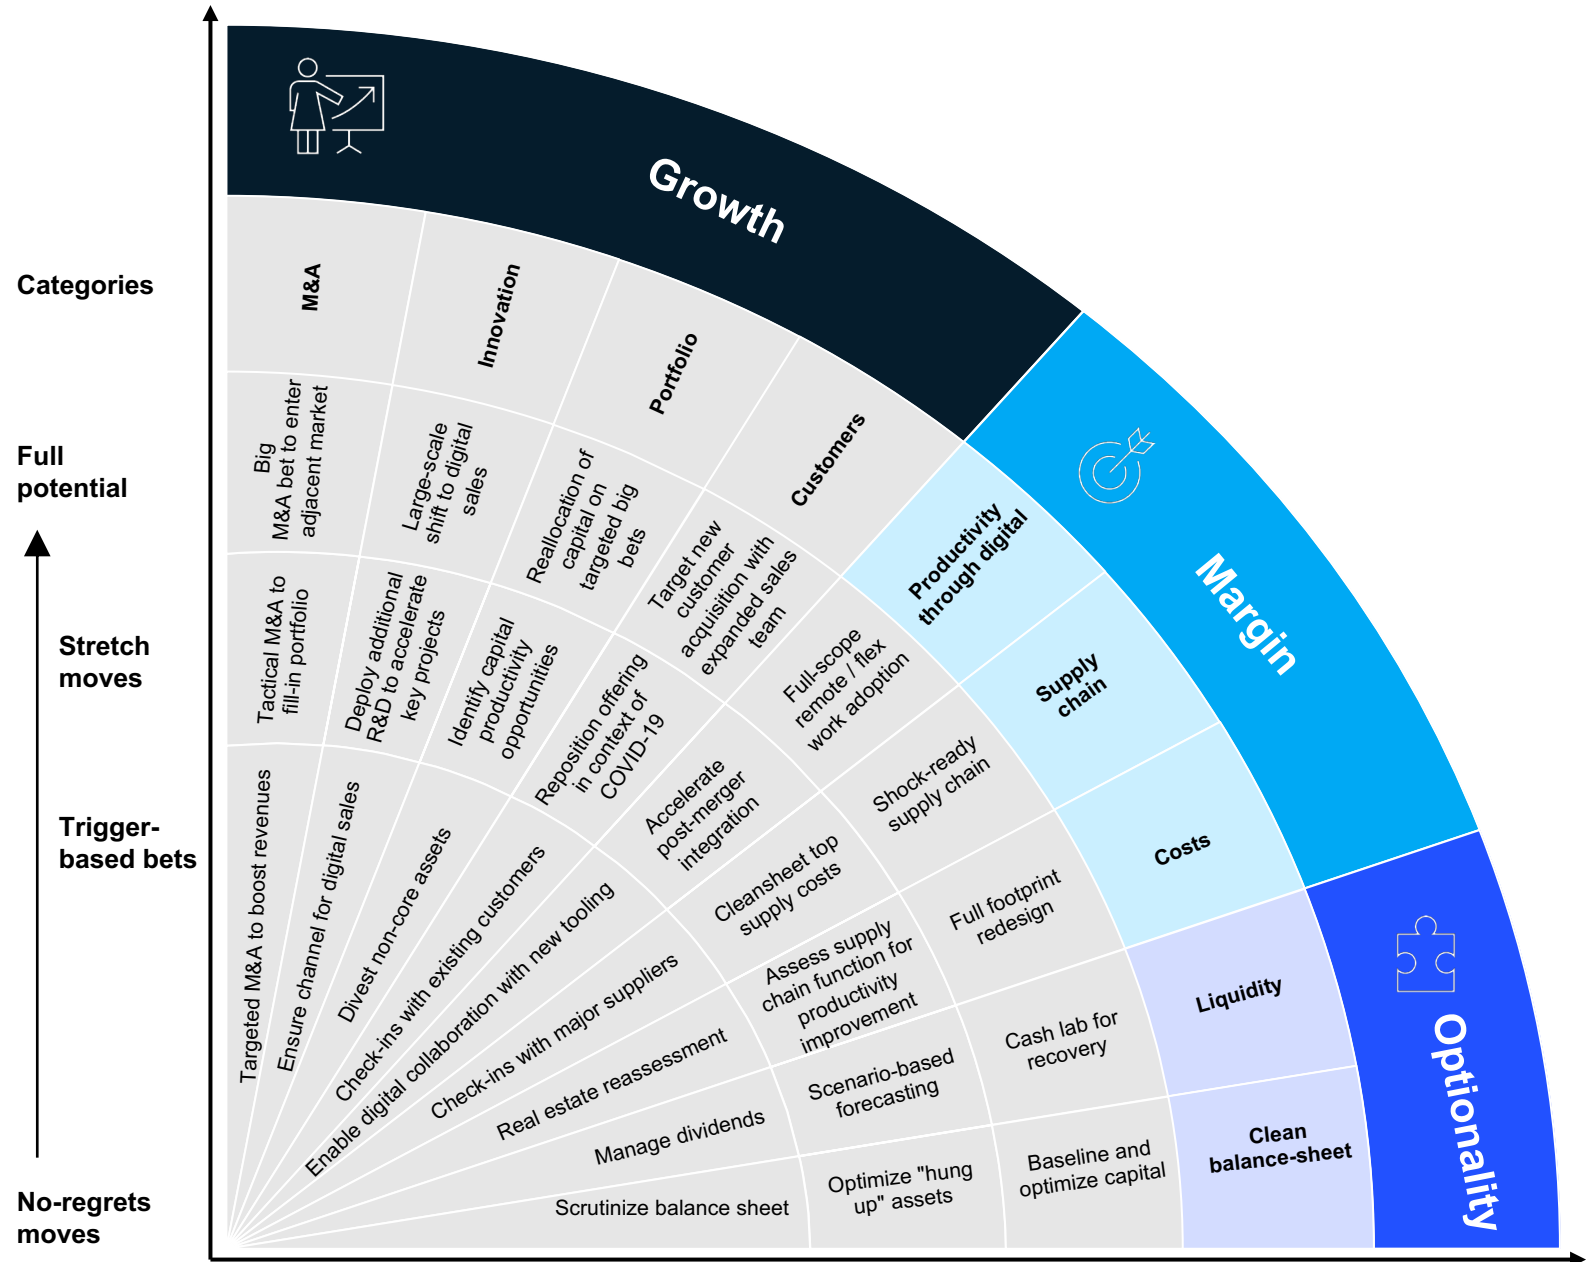 Growth
Margin
Optionality
Categories
Full
potential
Stretch
moves
Trigger-
based bets
No-regrets
moves
M&A
Innovation
Portfolio
Customers
Productivity
through digital
Supply
chain
Costs
Liquidity
Clean
balance-sheet
Big
M&A bet to enter
adjacent market
Large-scale
shift to digital
sales
Reallocation of
capital on
targeted big
bets
Target new
customer
acquisition with
expanded sales
team
Full-scope
remote / flex
work adoption
Shock-ready
supply chain
Full footprint
redesign
Cash lab for
recovery
Baseline and
optimize capital
Tactical M&A to
fill-in portfolio
Deploy additional
R&D to accelerate
key projects
Identify capital
productivity
opportunities
Reposition offering
in context of
COVID-19
Accelerate
post-merger
integration
Cleansheet top
supply costs
Assess supply
chain function for
productivity
improvement
Scenario-based
forecasting
Optimize "hung
up" assets
Targeted M&A to boost revenues
Ensure channel for digital sales
Divest non-core assets
Check-ins with existing customers
Enable digital collaboration with new tooling
Check-ins with major suppliers
Real estate reassessment
Manage dividends
Scrutinize balance sheet